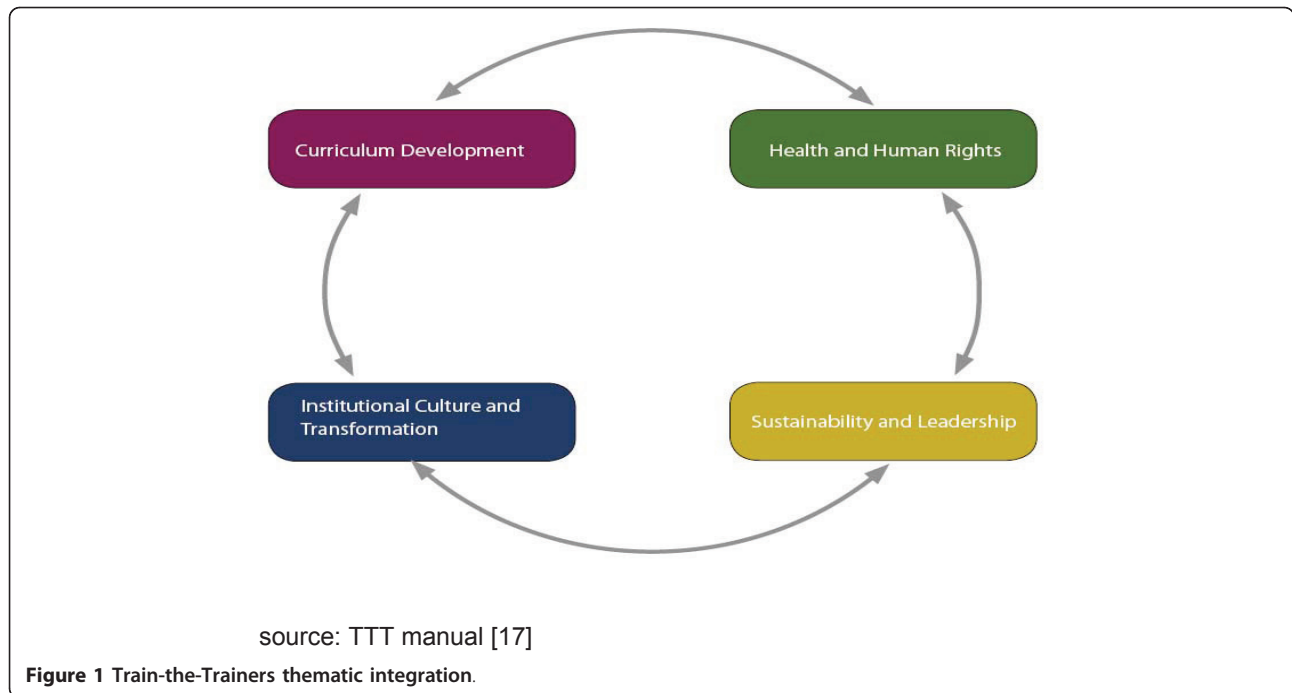 Curriculum Development
Health and Human Rights
Institutional Culture and
Transformation
Sustainability and Leadership
source: TTT manual [17]
Figure 1 Train-the-Trainers thematic integration.